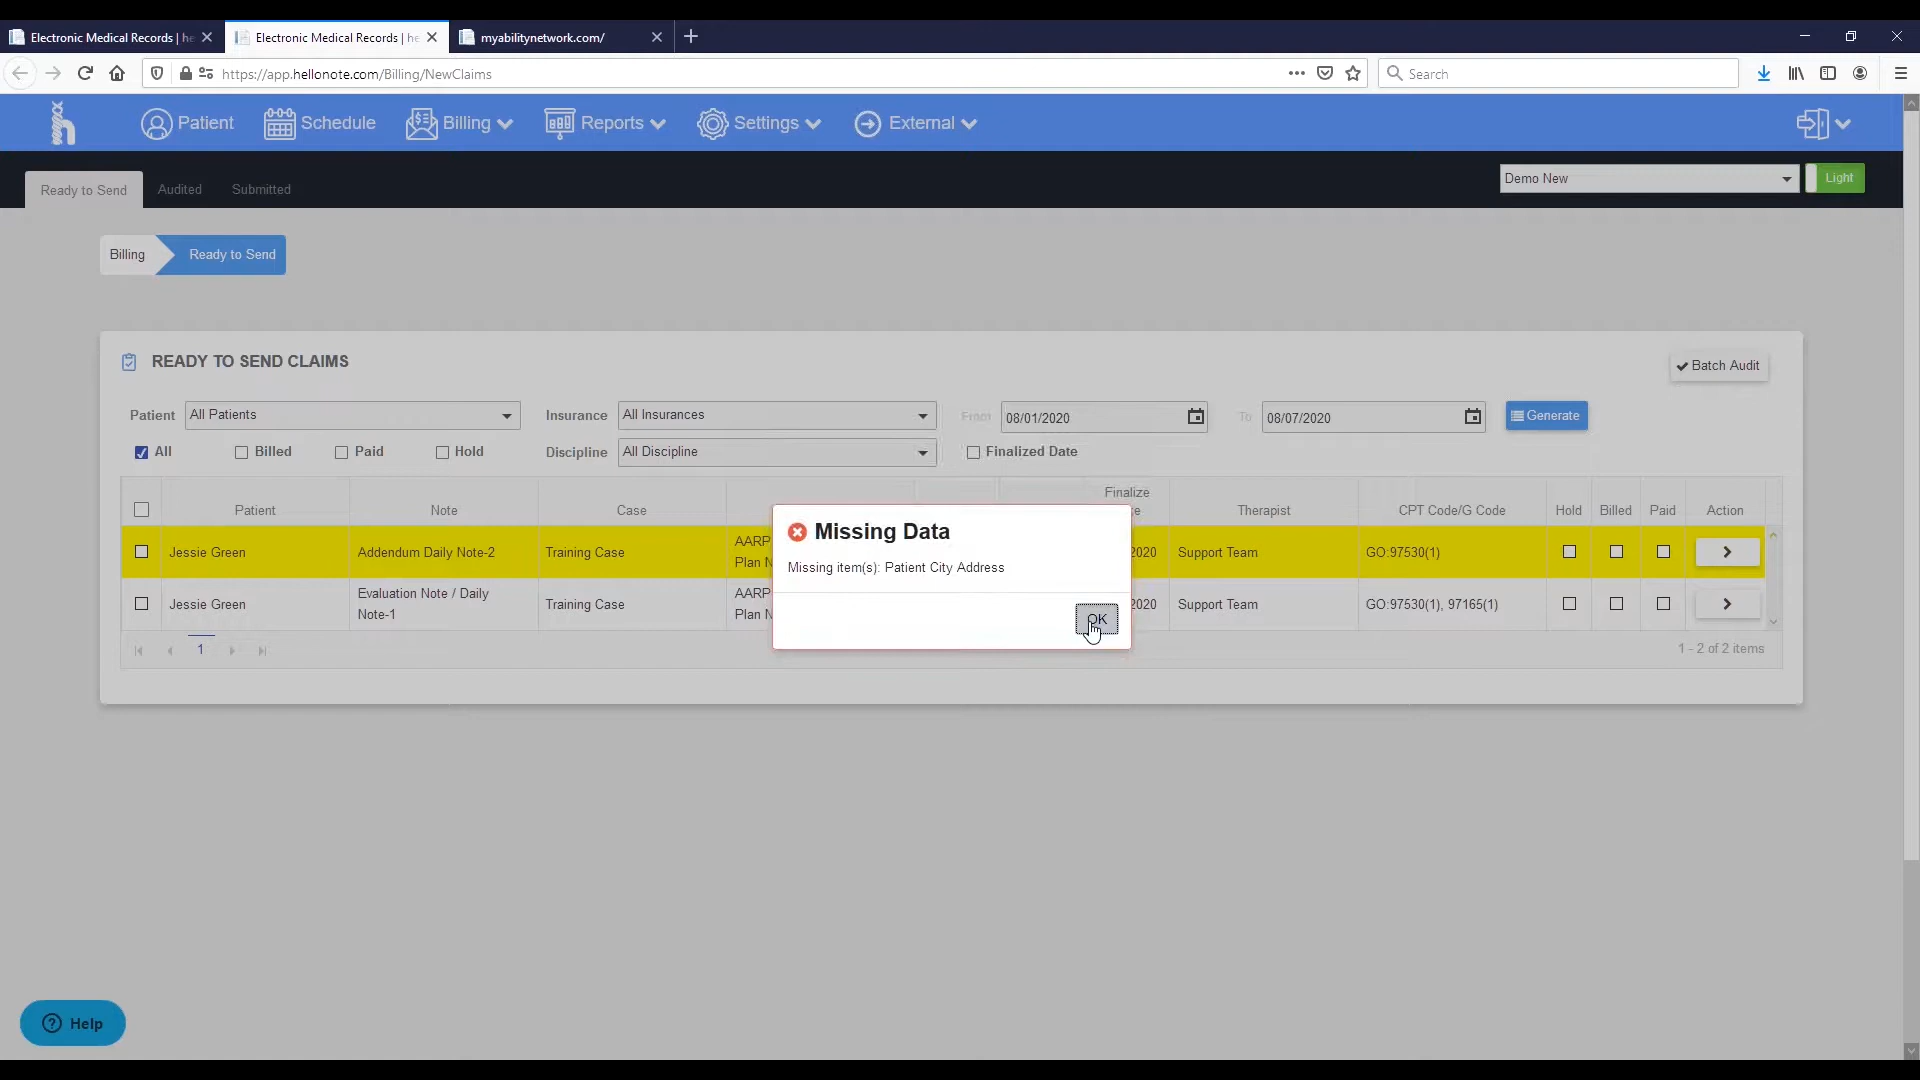 Electronic Medical Records | he
Electronic Medical Records | he
myabilitynetwork.com/
https://app.hellonote.com/Billing/NewClaims
Search
Patient
Schedule
Billing
Reports
Settings
External
Ready to Send
Audited
Submitted
Demo New
Light
Billing
Ready to Send
READY TO SEND CLAIMS
Batch Audit
Patient
All Patients
Insurance
All Insurances
From
08/01/2020
To
08/07/2020
Generate
All
Billed
Paid
Hold
Discipline
All Discipline
Finalized Date
Patient
Note
Case
Finalize
e
Therapist
CPT Code/G Code
Hold
Billed
Paid
Action
Jessie Green
Addendum Daily Note-2
Training Case
AARP
Plan N
2020
Support Team
GO:97530(1)
Jessie Green
Evaluation Note / Daily
Note-1
Training Case
AARP
Plan N
2020
Support Team
GO:97530(1), 97165(1)
Missing Data
Missing item(s): Patient City Address
OK
1
1 - 2 of 2 items
Help